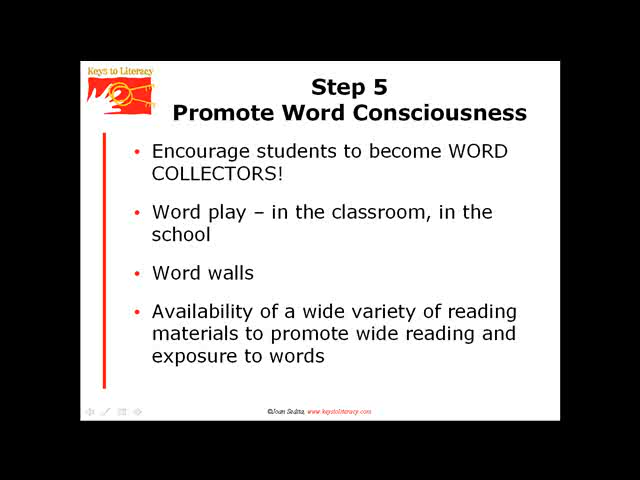 Keys to Literacy
Step 5
Promote Word Consciousness
• Encourage students to become WORD
COLLECTORS!
• Word play – in the classroom, in the
school
• Word walls
• Availability of a wide variety of reading
materials to promote wide reading and
exposure to words
©Joan Sedita, www.keystoliteracy.com